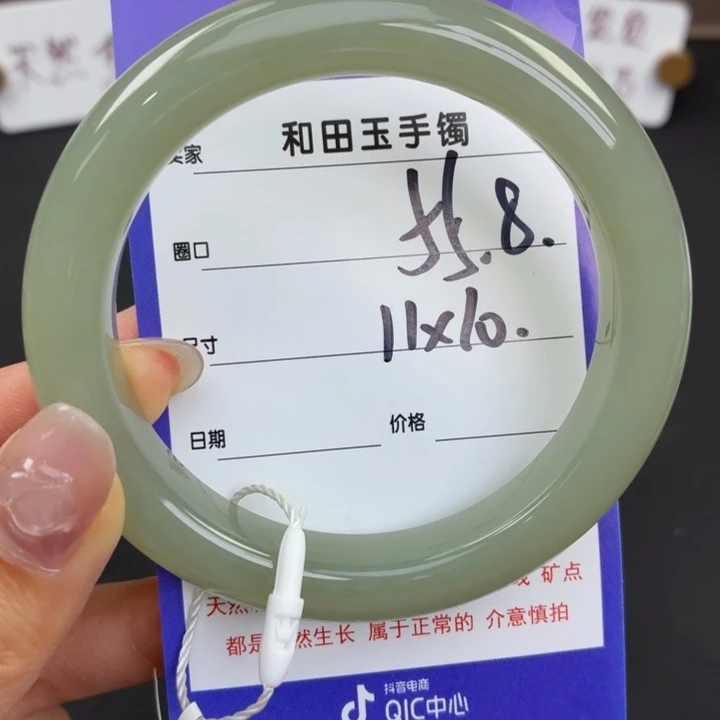 天然
和田玉手镯
卖家
圈口
55.8.
尺寸
11x10.
日期 价格
天然 矿点
都是 然生长 属于正常的 介意慎拍
抖音电商
QIC中心